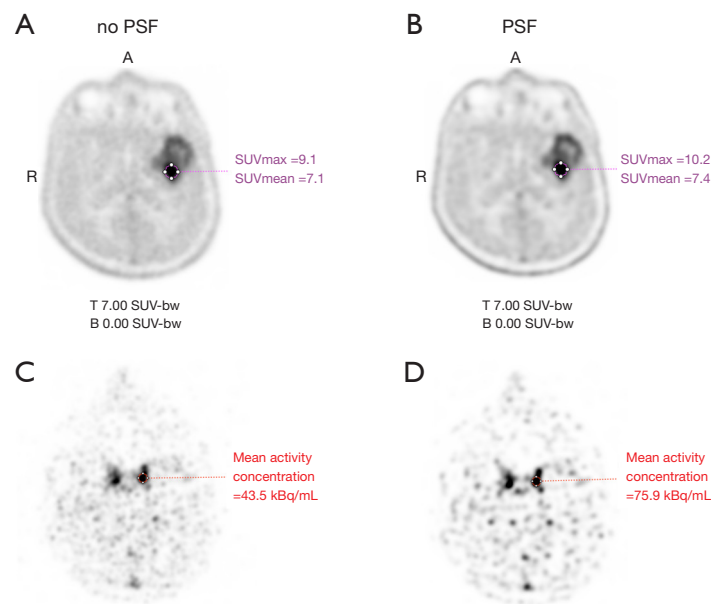 A
no PSF
B
PSF
A
A
R
SUVmax =9.1
SUVmean =7.1
R
SUVmax =10.2
SUVmean =7.4
T 7.00 SUV-bw
B 0.00 SUV-bw
T 7.00 SUV-bw
B 0.00 SUV-bw
C
D
Mean activity
concentration
=43.5 kBq/mL
Mean activity
concentration
=75.9 kBq/mL